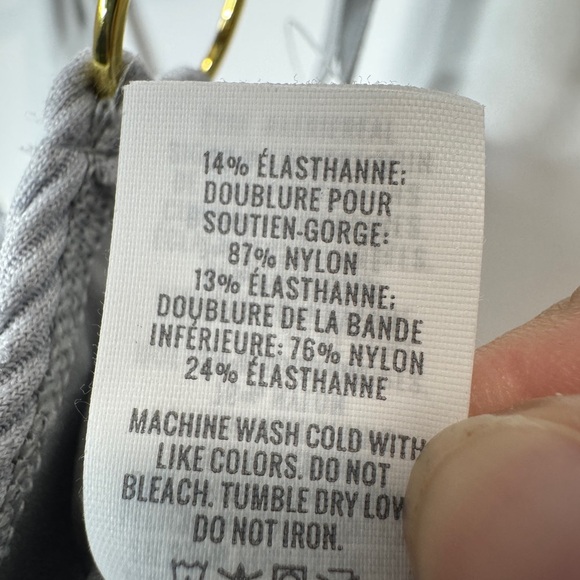 14% ÉLASTHANNE;
DOUBLURE POUR
SOUTIEN-GORGE:
87% NYLON
13% ÉLASTHANNE;
DOUBLURE DE LA BANDE
INFÉRIEURE: 76% NYLON
24% ÉLASTHANNE
MACHINE WASH COLD WITH
LIKE COLORS. DO NOT
BLEACH. TUMBLE DRY LOW
DO NOT IRON.